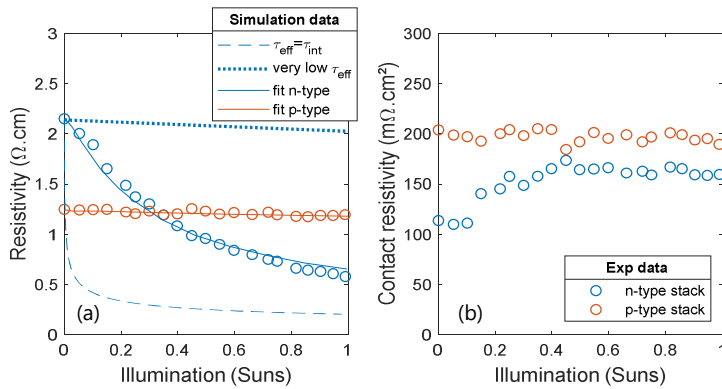 Simulation data
τeff=τint
very low τeff
fit n-type
fit p-type
3
2.5
2
1.5
1
0.5
0
Resistivity (Ω.cm)
(a)
0
0.2
0.4
0.6
0.8
1
Illumination (Suns)
300
250
200
150
100
50
0
Contact resistivity (mΩ.cm²)
(b)
Exp data
n-type stack
p-type stack
0
0.2
0.4
0.6
0.8
1
Illumination (Suns)